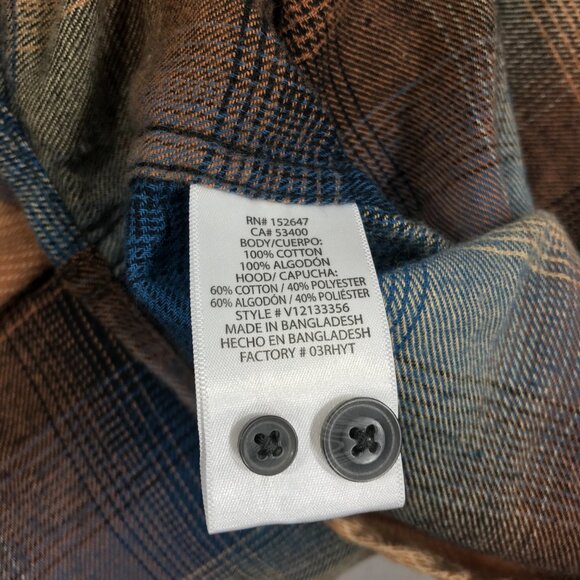 RN# 152647
CA# 53400
BODY/CUERPO:
100% COTTON
100% ALGODÓN
HOOD/ CAPUCHA:
60% COTTON / 40% POLYESTER
60% ALGODÓN / 40% POLIÉSTER
STYLE # V12133356
MADE IN BANGLADESH
HECHO EN BANGLADESH
FACTORY # 03RHYT